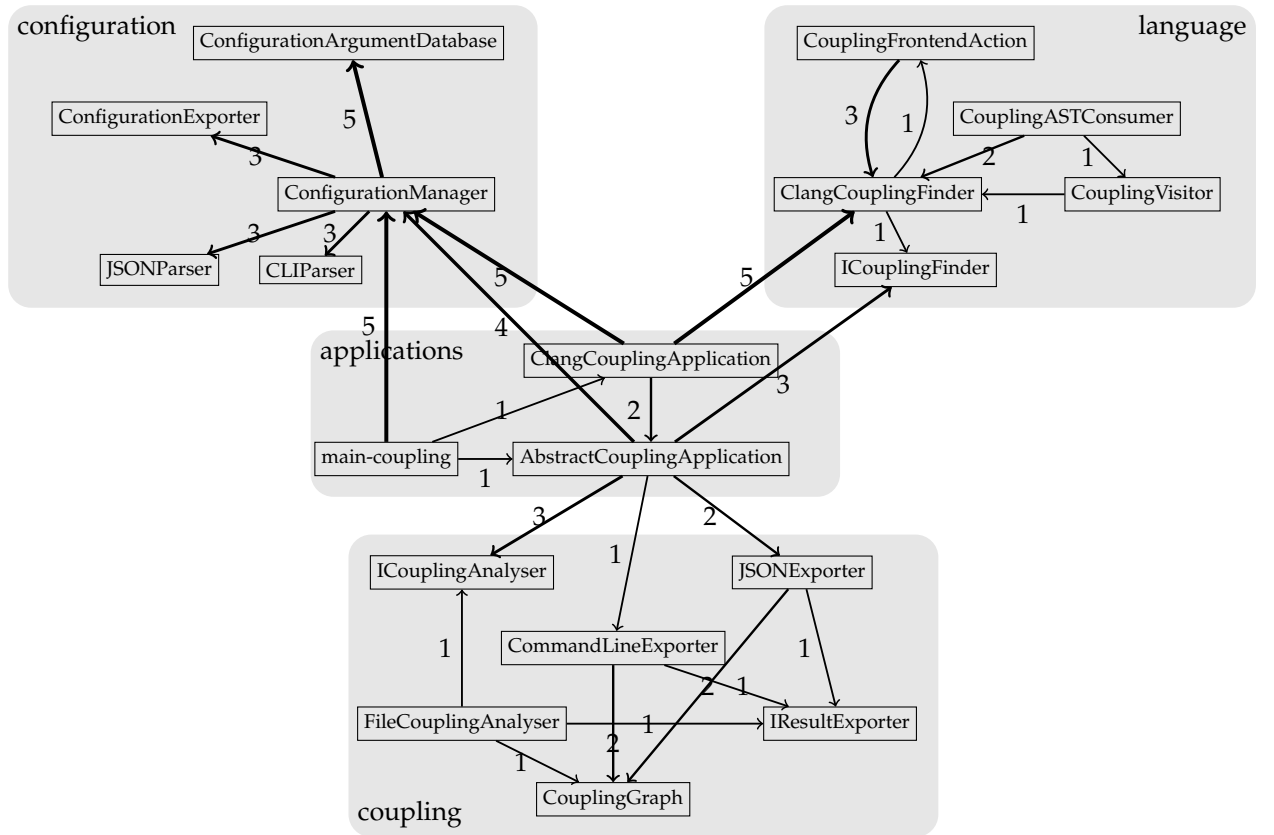 configuration
language
ConfigurationArgumentDatabase
CouplingFrontendAction
ConfigurationExporter
5
3
1
CouplingASTConsumer
3
2
1
ConfigurationManager
ClangCouplingFinder
CouplingVisitor
1
3
3
1
JSONParser
CLIParser
ICouplingFinder
5
5
5
4
applications
ClangCouplingApplication
3
1
2
main-coupling
AbstractCouplingApplication
1
3
2
1
ICouplingAnalyser
JSONExporter
1
CommandLineExporter
1
2
1
FileCouplingAnalyser
1
IResultExporter
2
1
CouplingGraph
coupling